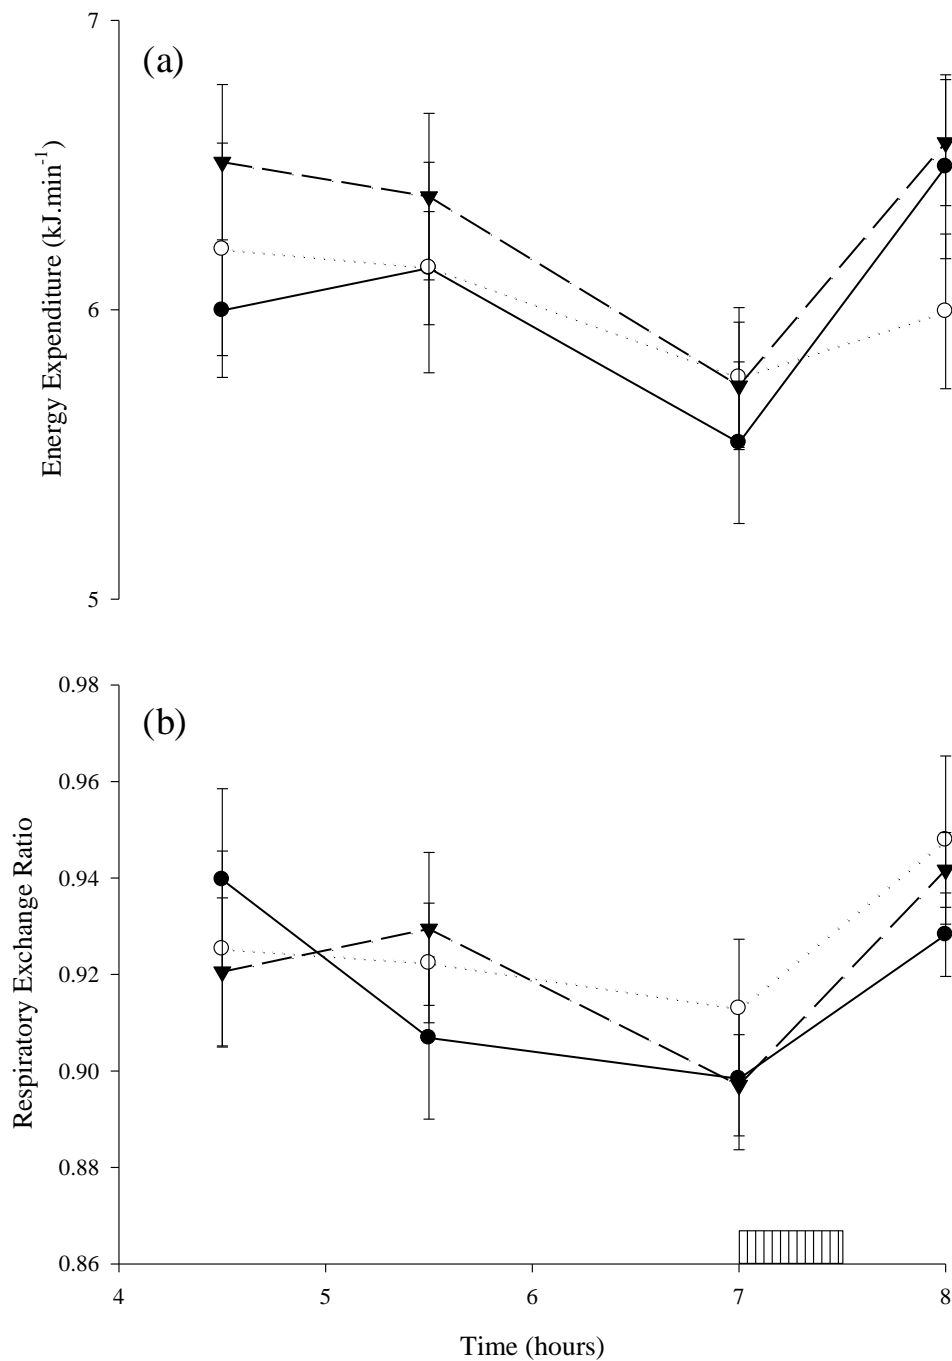 7
(a)
Energy Expenditure (kJ.min⁻¹)
6
5
0.98
(b)
0.96
0.94
Respiratory Exchange Ratio
0.92
0.90
0.88
0.86
4 5 6 7 8
Time (hours)